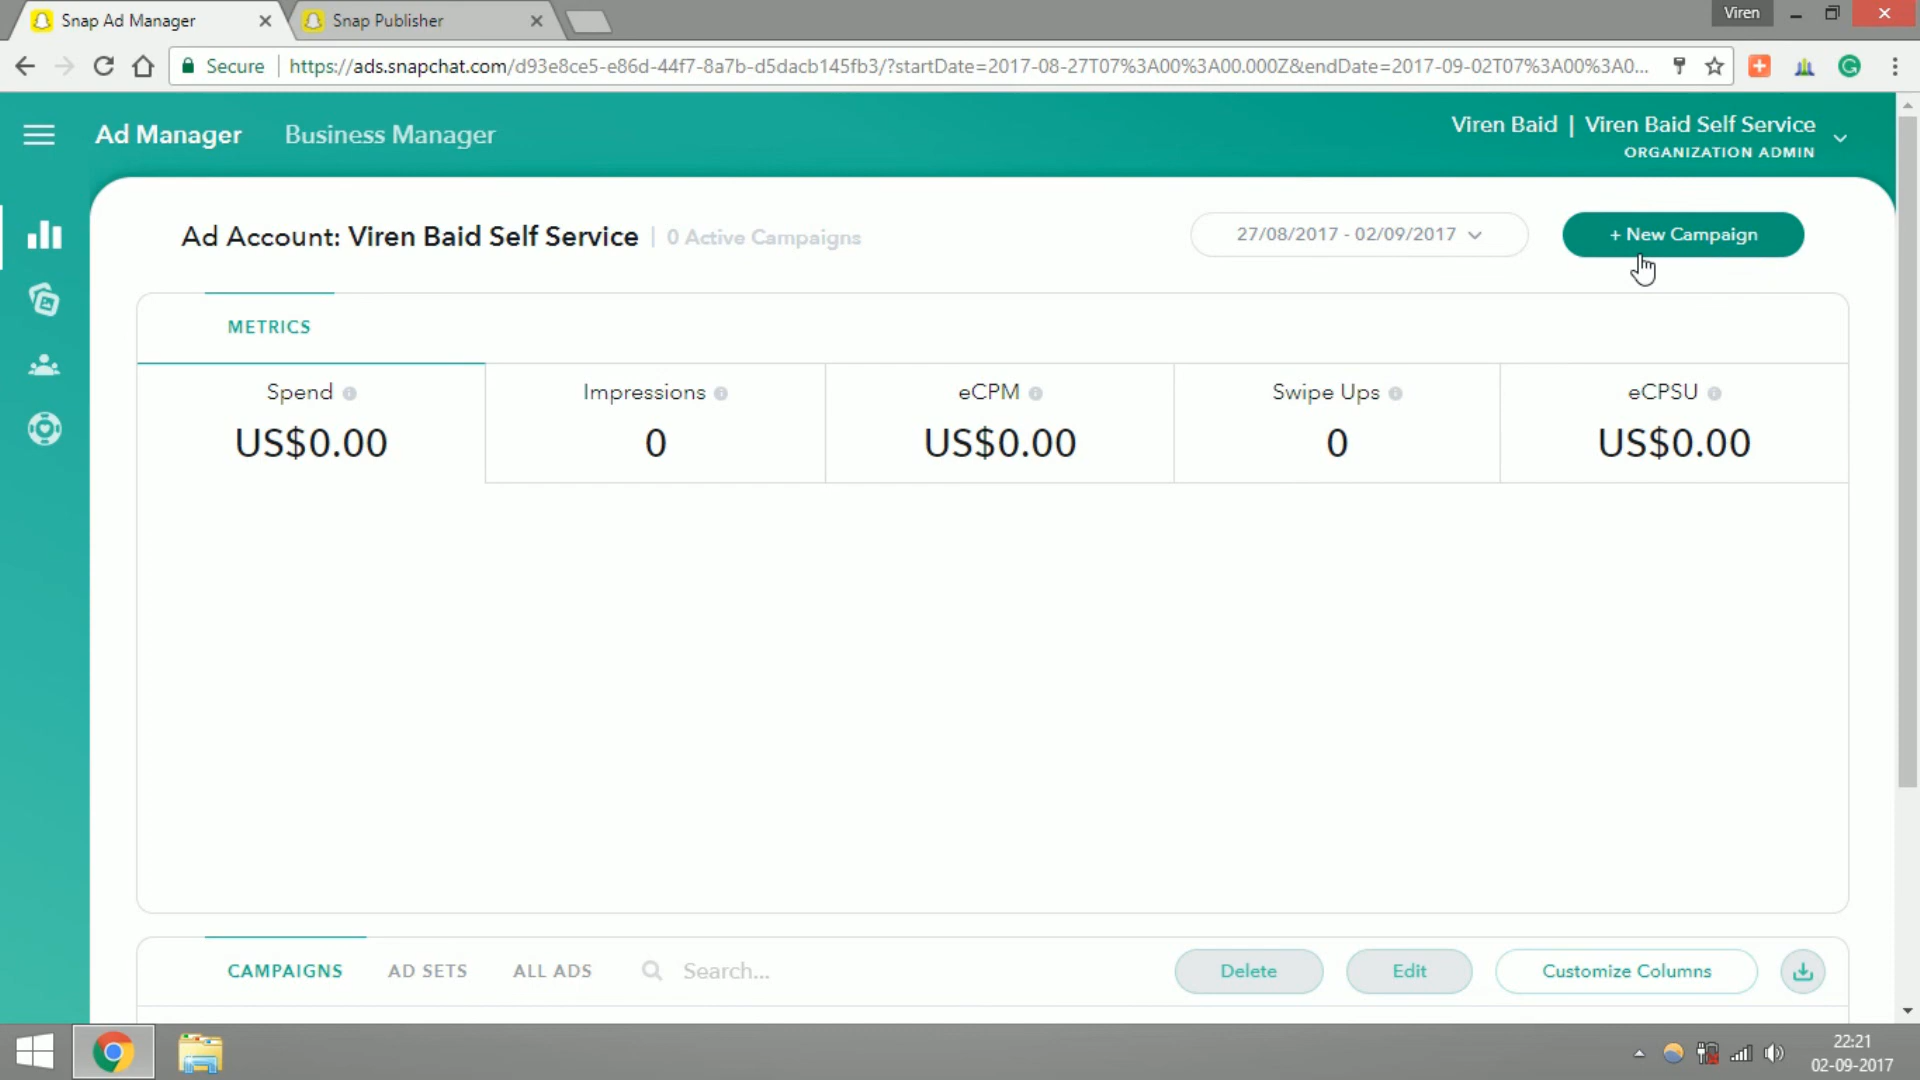 Snap Ad Manager
Snap Publisher
Viren
Secure
https://ads.snapchat.com/d93e8ce5-e86d-44f7-8a7b-d5dacb145fb3/?startDate=2017-08-27T07%3A00%3A00.000Z&endDate=2017-09-02T07%3A00%3A0...
Ad Manager
Business Manager
Viren Baid | Viren Baid Self Service
ORGANIZATION ADMIN
Ad Account: Viren Baid Self Service | 0 Active Campaigns
27/08/2017 - 02/09/2017
+ New Campaign
METRICS
Spend
US$0.00
Impressions
0
eCPM
US$0.00
Swipe Ups
0
eCPSU
US$0.00
CAMPAIGNS
AD SETS
ALL ADS
Search...
Delete
Edit
Customize Columns
22:21
02-09-2017